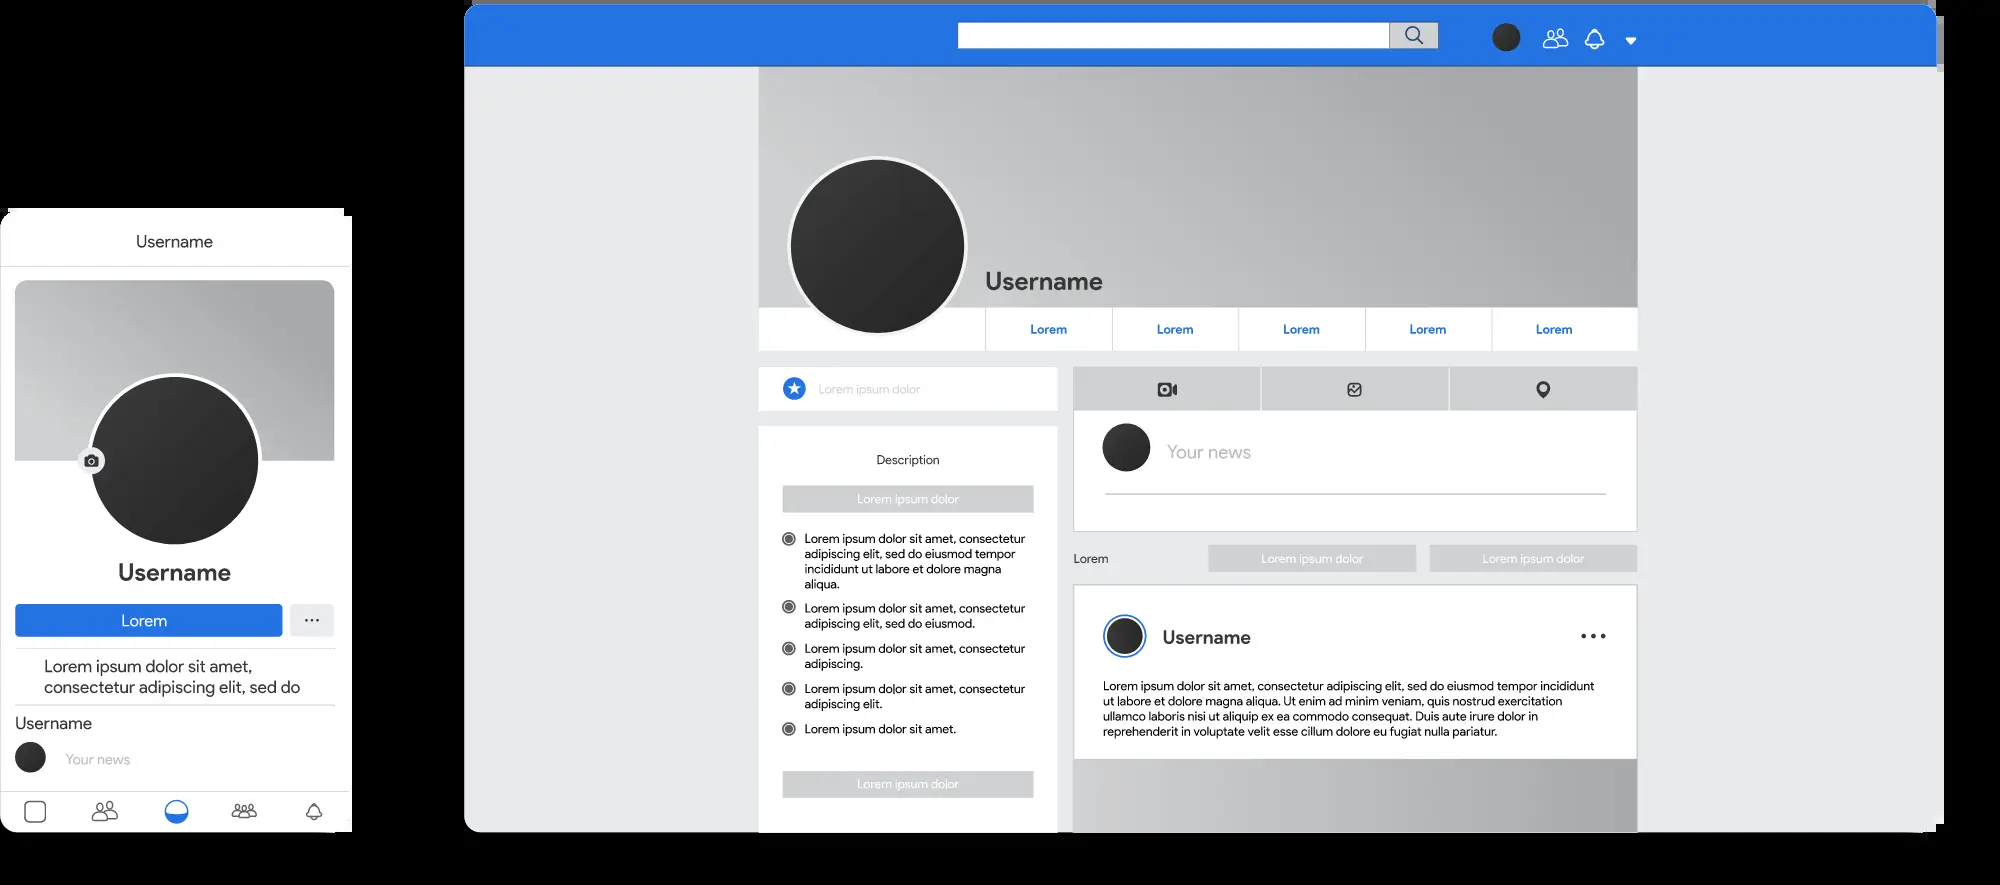 Username
Username
Lorem
Lorem ipsum dolor sit amet,
consectetur adipiscing elit, sed do
Username
Your news
Username
Lorem
Lorem
Lorem
Lorem
Lorem
Lorem ipsum dolor
Description
Lorem ipsum dolor
Lorem ipsum dolor sit amet, consectetur
adipiscing elit, sed do eiusmod tempor
incididunt ut labore et dolore magna
aliqua.
Lorem ipsum dolor sit amet, consectetur
adipiscing elit, sed do eiusmod.
Lorem ipsum dolor sit amet, consectetur
adipiscing.
Lorem ipsum dolor sit amet, consectetur
adipiscing elit.
Lorem ipsum dolor sit amet.
Lorem ipsum dolor
Your news
Lorem
Lorem ipsum dolor
Lorem ipsum dolor
Username
Lorem ipsum dolor sit amet, consectetur adipiscing elit, sed do eiusmod tempor incididunt
ut labore et dolore magna aliqua. Ut enim ad minim veniam, quis nostrud exercitation
ullamco laboris nisi ut aliquip ex ea commodo consequat. Duis aute irure dolor in
reprehenderit in voluptate velit esse cillum dolore eu fugiat nulla pariatur.